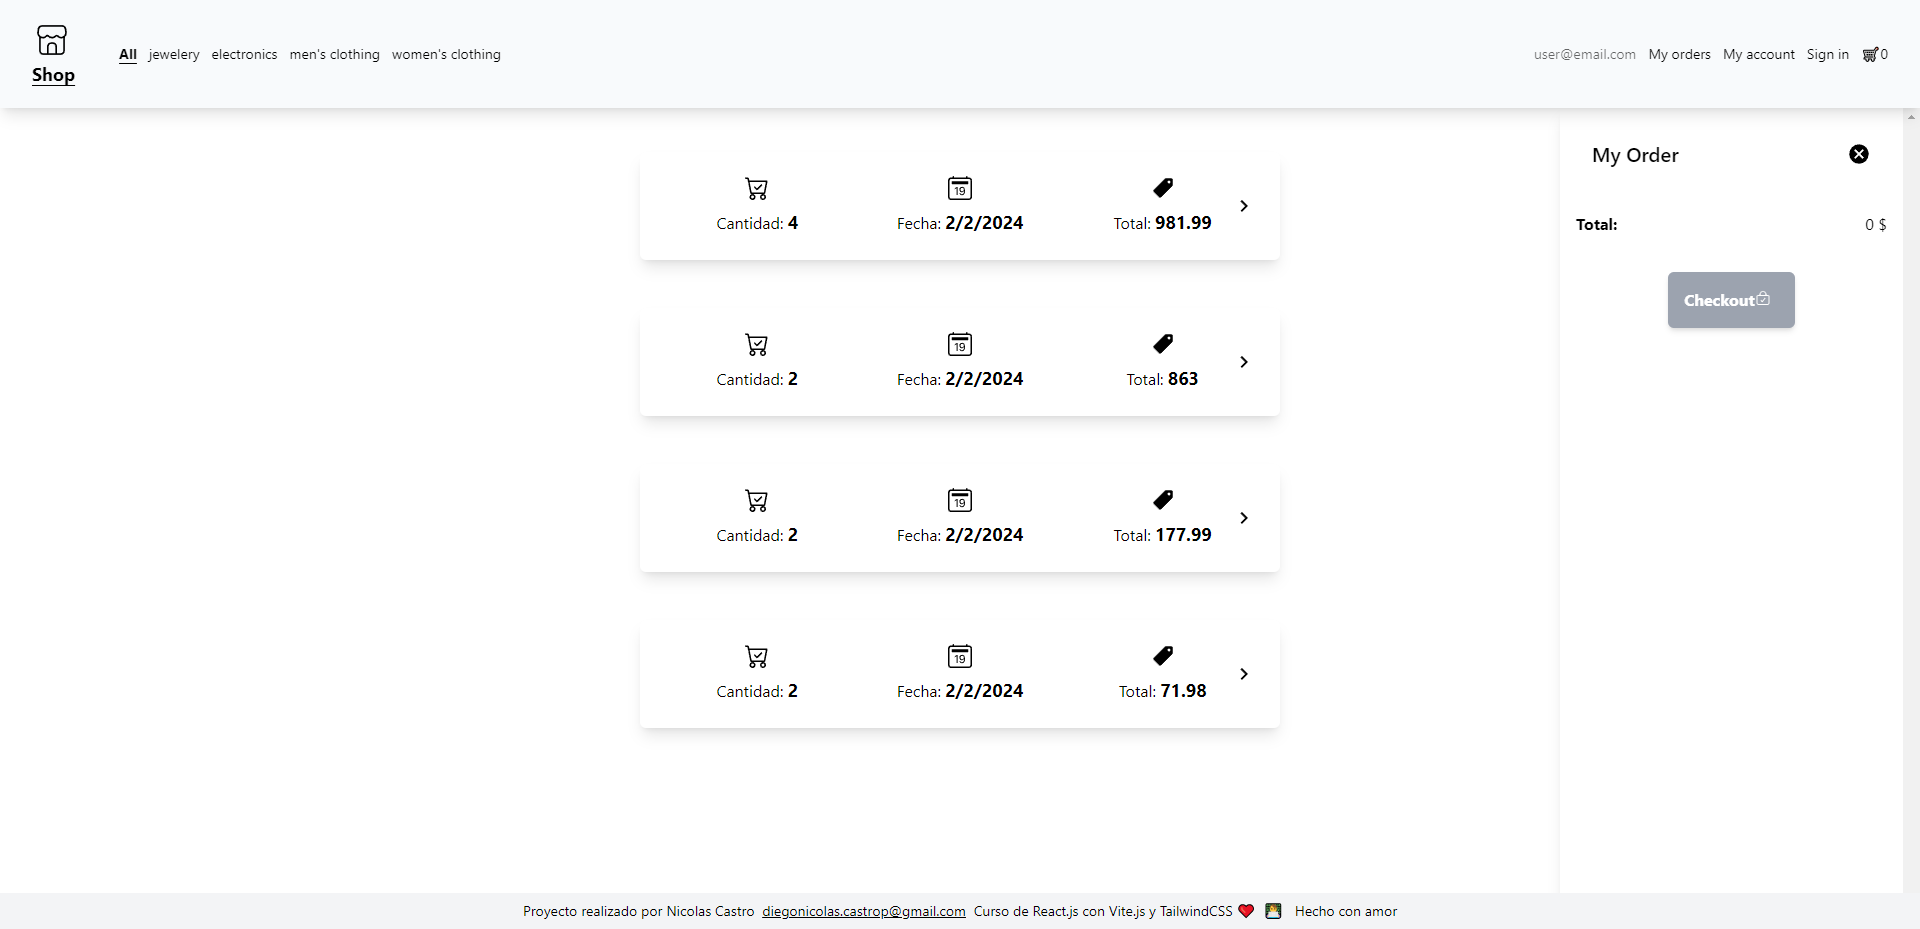 Shop
All jewelery electronics men's clothing women's clothing
user@email.com My orders My account Sign in 0
19
Cantidad: 4 Fecha: 2/2/2024 Total: 981.99
19
Cantidad: 2 Fecha: 2/2/2024 Total: 863
19
Cantidad: 2 Fecha: 2/2/2024 Total: 177.99
19
Cantidad: 2 Fecha: 2/2/2024 Total: 71.98
My Order
Total: 0 $
Checkout
Proyecto realizado por Nicolas Castro diegonicolas.castrop@gmail.com Curso de React.js con Vite.js y TailwindCSS ❤️ Hecho con amor